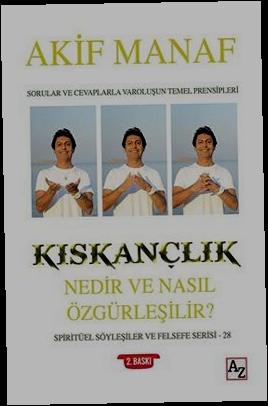 AKİF MANAF
SORULAR VE CEVAPLARLA VAROLUŞUN TEMEL PRENSİPLERİ
KISKANÇLIK
NEDİR VE NASIL
ÖZGÜRLEŞİLİR?
SPİRİTÜEL SÖYLEŞİLER VE FELSEFE SERİSİ - 28
2. BASKI
AZ